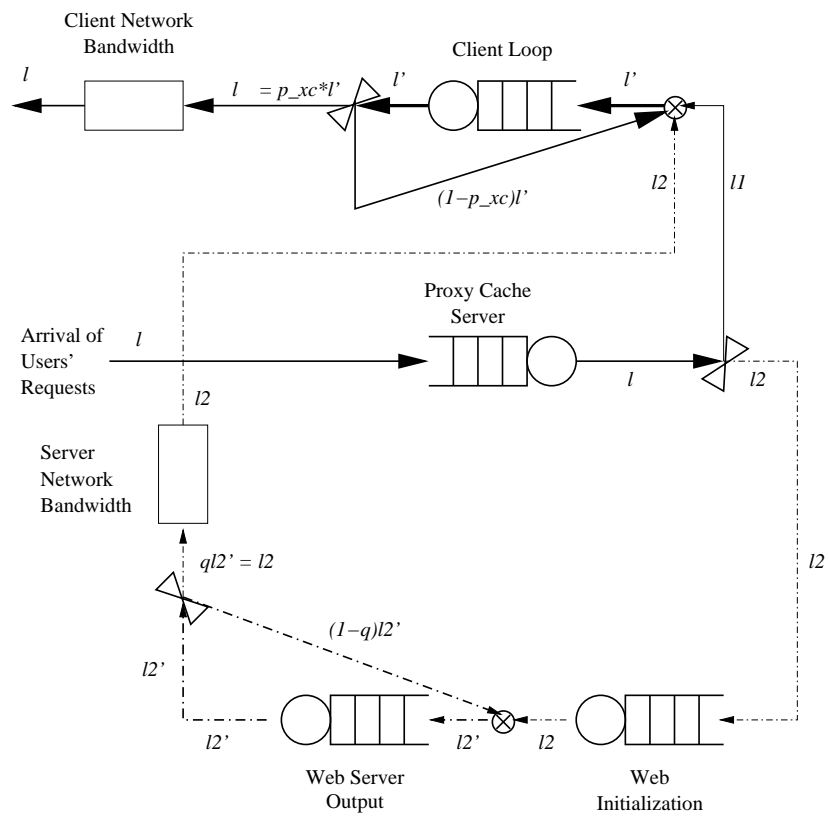 Client Network
Bandwidth
Client Loop
l
l = p_xc*l'
l'
l'
(1−p_xc)l'
l2
l1
Proxy Cache
Server
Arrival of
Users'
Requests
l
l
l2
l2
Server
Network
Bandwidth
ql2' = l2
l2
(1−q)l2'
l2'
l2'
l2'
l2
Web Server
Output
Web
Initialization